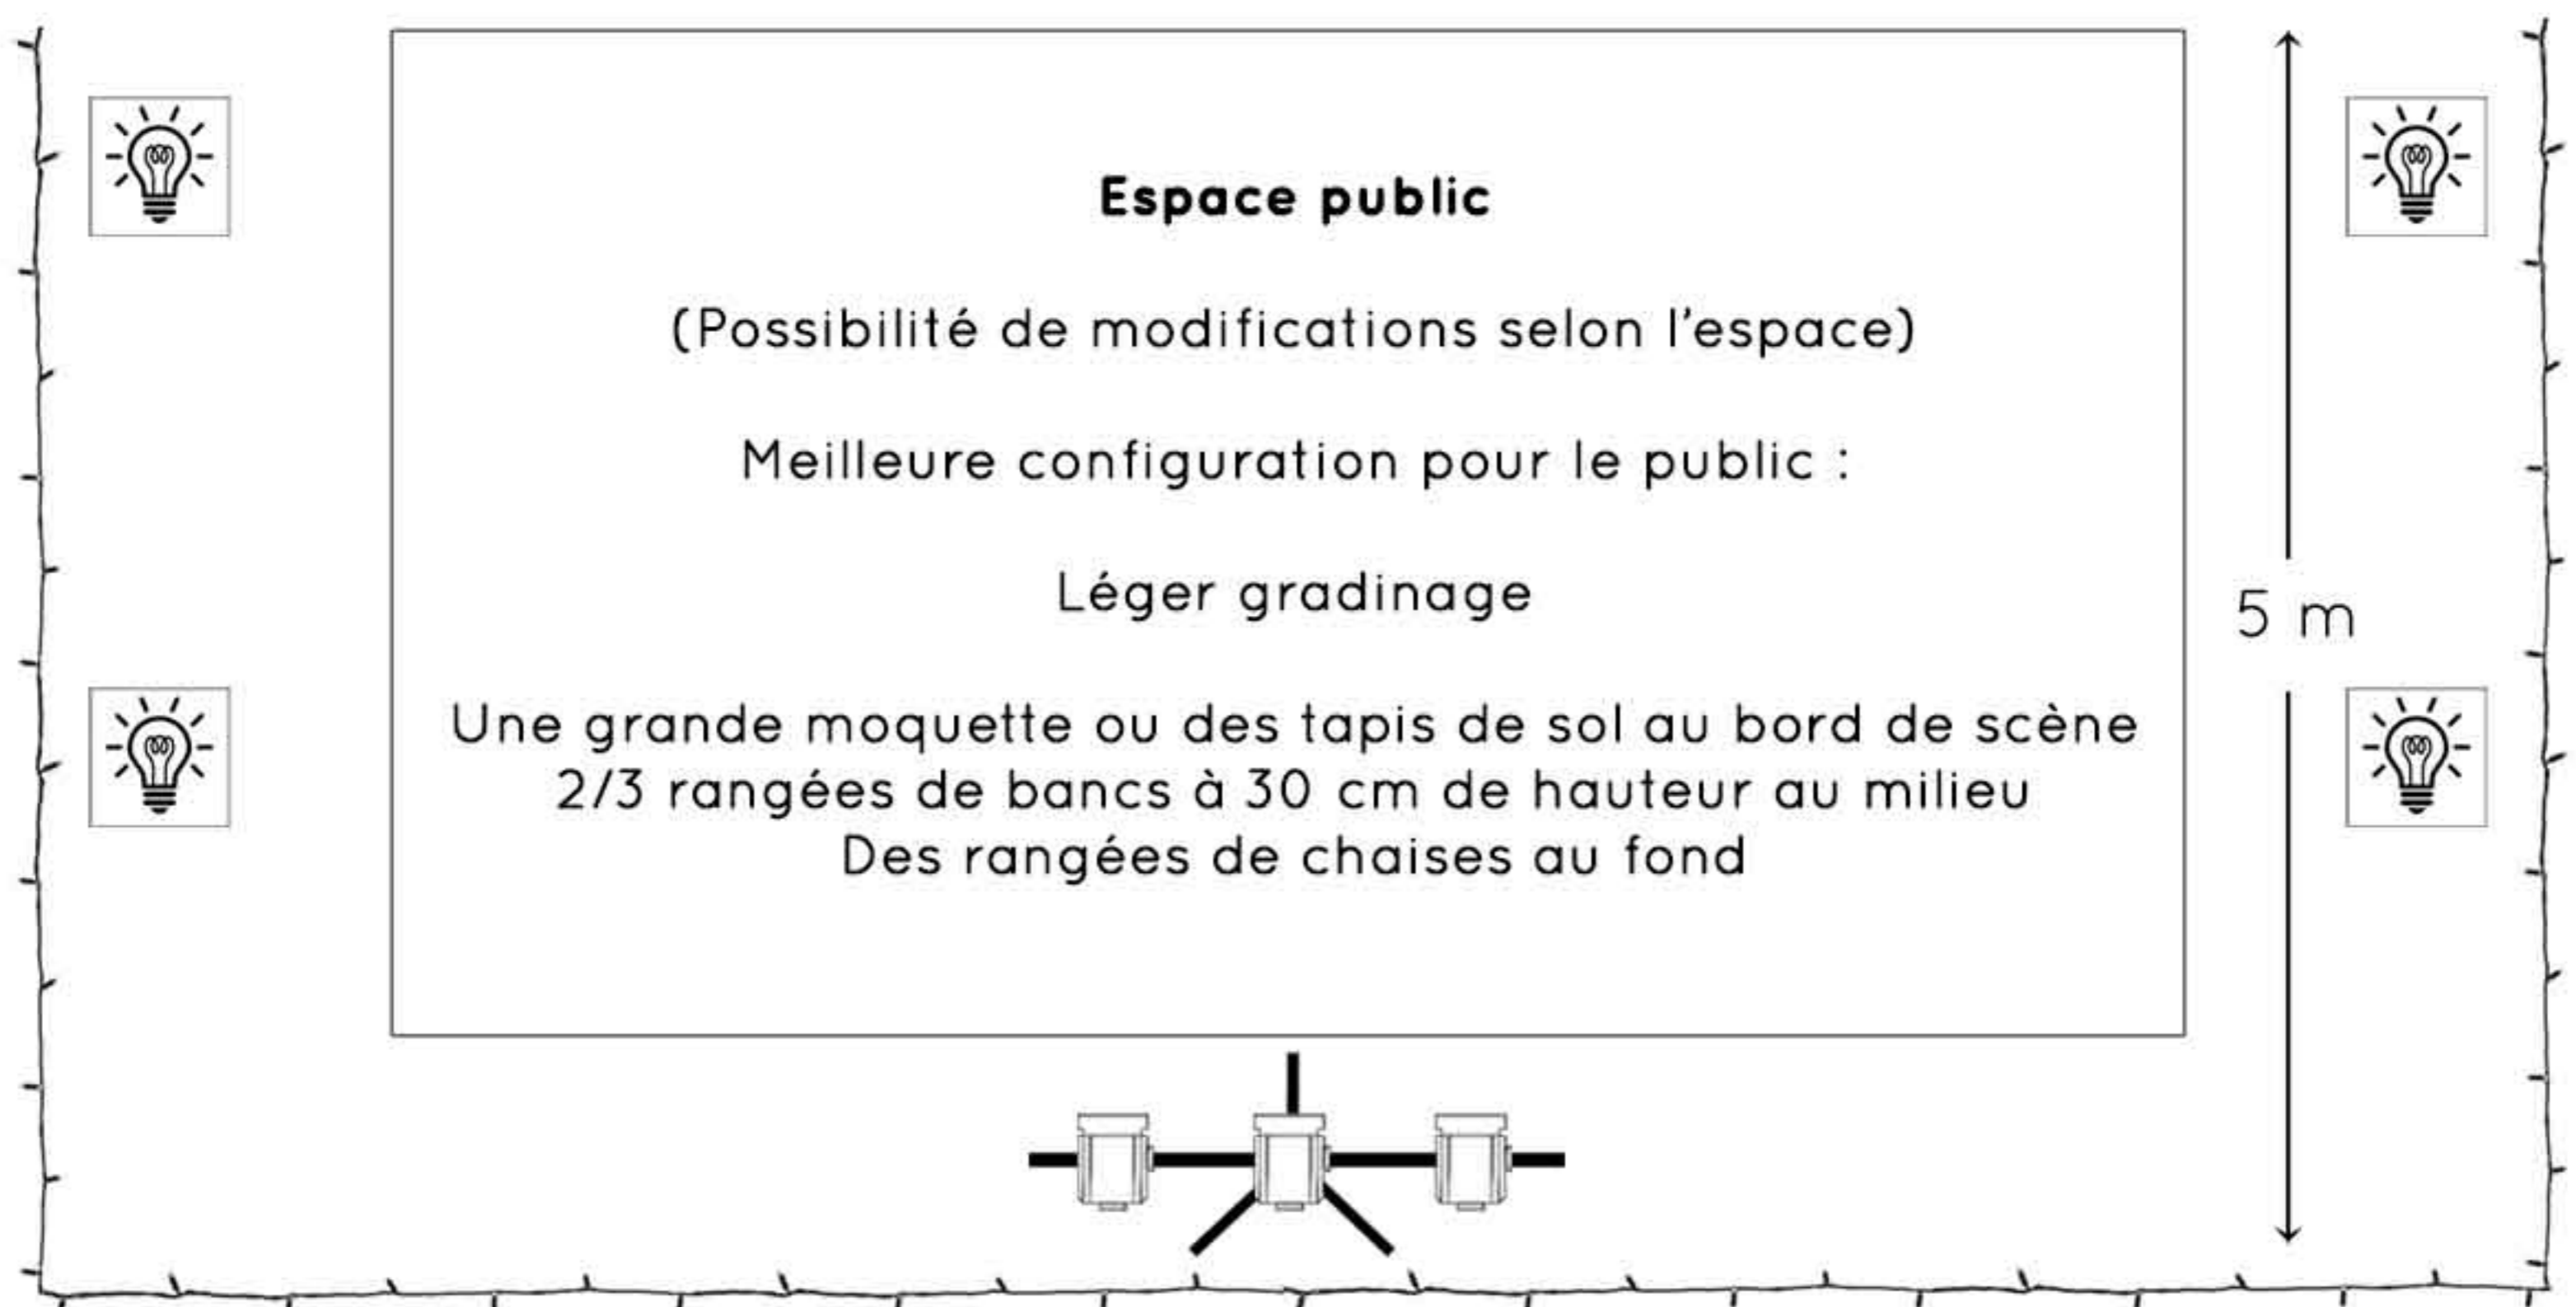 Espace public
(Possibilité de modifications selon l'espace)
Meilleure configuration pour le public :
Léger gradinage
5 m
Une grande moquette ou des tapis de sol au bord de scène
2/3 rangées de bancs à 30 cm de hauteur au milieu
Des rangées de chaises au fond